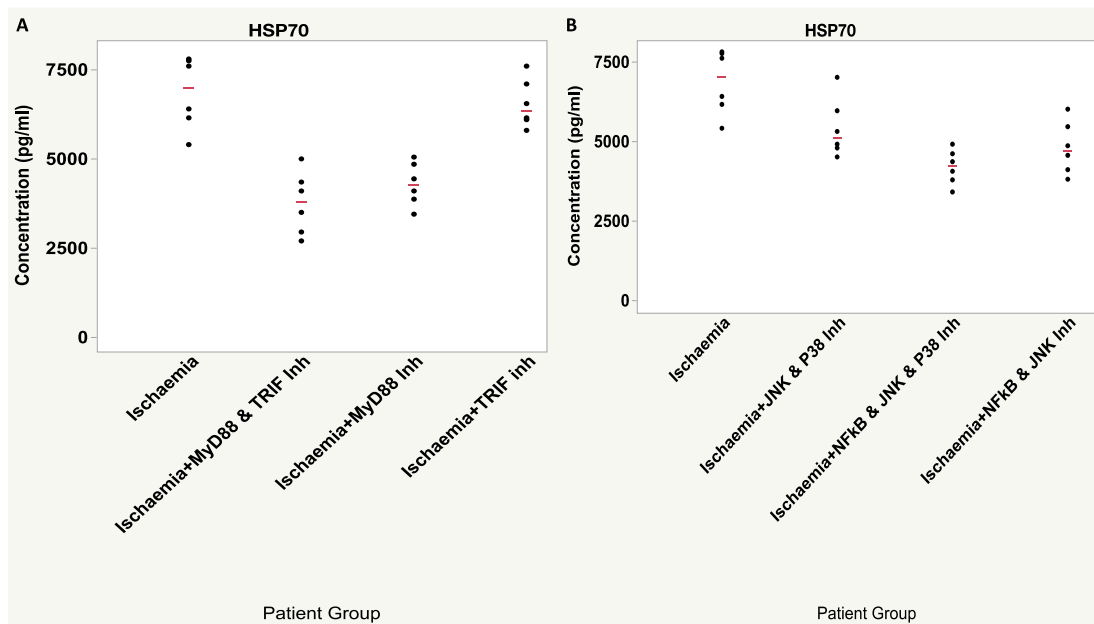 A
HSP70
Concentration (pg/ml)
7500
5000
2500
0
Ischaemia
Ischaemia+MyD88 & TRIF Inh
Ischaemia+MyD88 Inh
Ischaemia+TRIF inh
Patient Group
B
HSP70
Concentration (pg/ml)
7500
5000
2500
0
Ischaemia
Ischaemia+JNK & P38 Inh
Ischaemia+NFkB & JNK & P38 Inh
Ischaemia+NFkB & JNK Inh
Patient Group